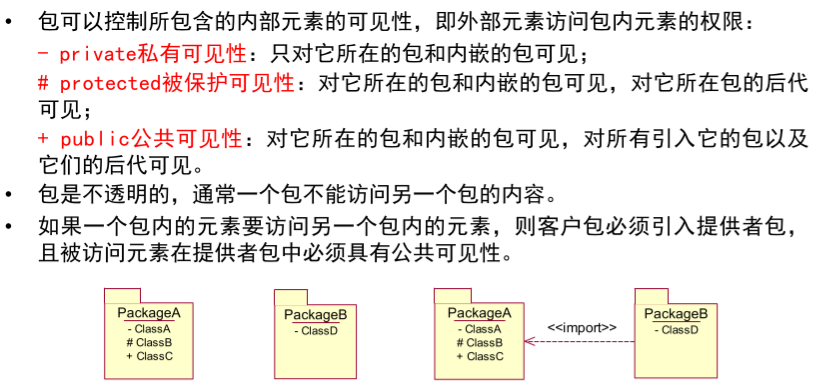 • 包可以控制所包含的内部元素的可见性，即外部元素访问包内元素的权限：
- private私有可见性：只对它所在的包和内嵌的包可见；
# protected被保护可见性：对它所在的包和内嵌的包可见，对它所在包的后代
可见；
+ public公共可见性：对它所在的包和内嵌的包可见，对所有引入它的包以及
它们的后代可见。
• 包是不透明的，通常一个包不能访问另一个包的内容。
• 如果一个包内的元素要访问另一个包内的元素，则客户包必须引入提供者包，
且被访问元素在提供者包中必须具有公共可见性。
PackageA
- ClassA
# ClassB
+ ClassC
PackageB
- ClassD
PackageA
- ClassA
# ClassB
+ ClassC
<<import>>
PackageB
- ClassD